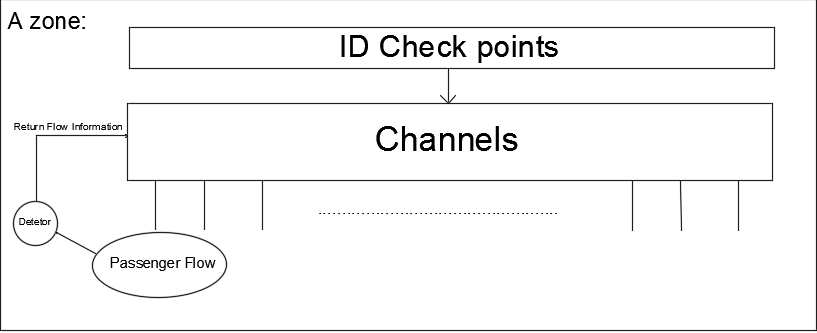 A zone:
ID Check points
Channels
Return Flow Information
Detetor
Passenger Flow